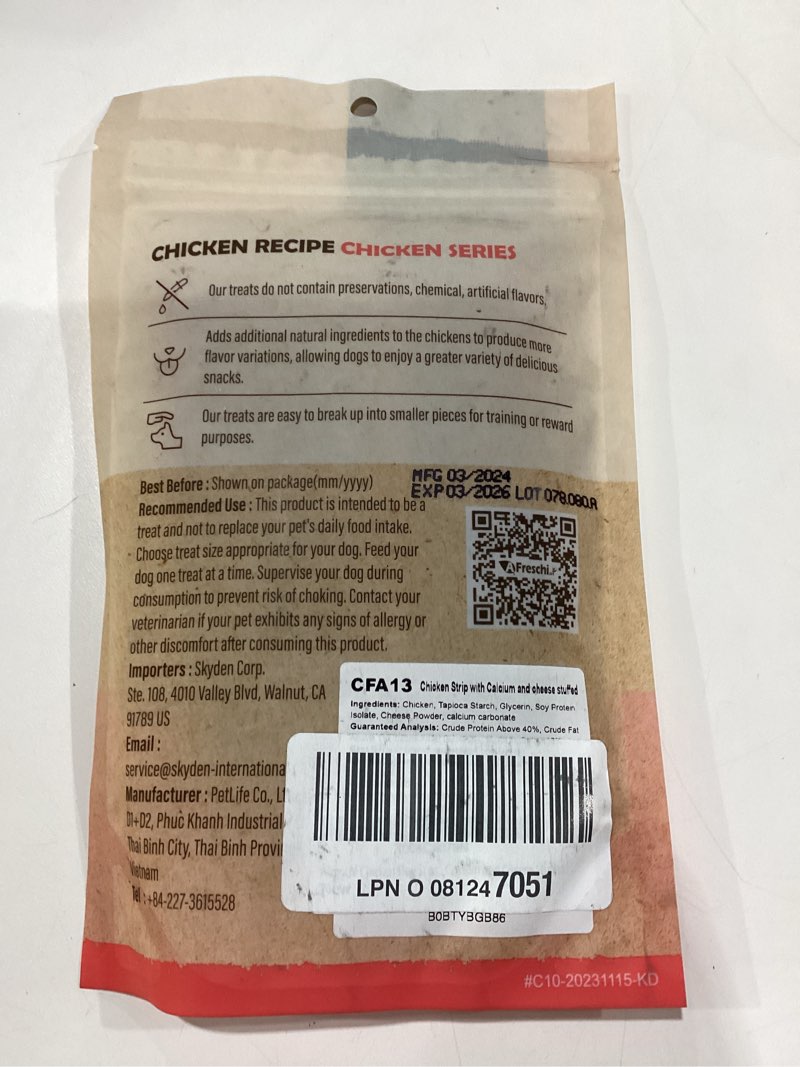 CHICKEN RECIPE CHICKEN SERIES
Our treats do not contain preservations, chemical, artificial flavors,
Adds additional natural ingredients to the chickens to produce more
flavor variations, allowing dogs to enjoy a greater variety of delicious
snacks.
Our treats are easy to break up into smaller pieces for training or reward
purposes.
Best Before : Shown on package(mm/yyyy)
MFG 03/2024
EXP 03/2026 LOT 078.080.R
Recommended Use : This product is intended to be a
treat and not to replace your pet's daily food intake.
Choose treat size appropriate for your dog. Feed your
dog one treat at a time. Supervise your dog during
consumption to prevent risk of choking. Contact your
veterinarian if your pet exhibits any signs of allergy or
other discomfort after consuming this product.
AFreschi
Importers : Skyden Corp.
Ste. 108, 4010 Valley Blvd, Walnut, CA
91789 US
Email :
service@skyden-internationa
Manufacturer : PetLife Co., Lt
D1+D2, Phuc Khanh Industrial
Thai Binh City, Thai Binh Provi
Vietnam
Tel : +84-227-3615528
CFA13 Chicken Strip with Calcium and cheese stuffed
Ingredients: Chicken, Tapioca Starch, Glycerin, Soy Protein
Isolate, Cheese Powder, calcium carbonate
Guaranteed Analysis: Crude Protein Above 40%, Crude Fat
LPN O 081247051
B0BTYBGB86
#C10-20231115-KD